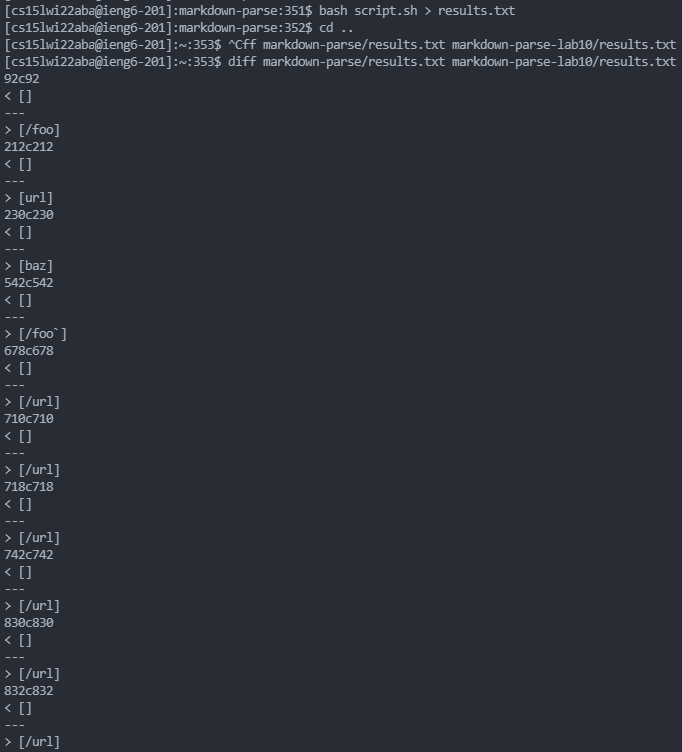 [cs15lwi22aba@ieng6-201]:markdown-parse:351$ bash script.sh > results.txt
[cs15lwi22aba@ieng6-201]:markdown-parse:352$ cd ..
[cs15lwi22aba@ieng6-201]:~:353$ ^Cff markdown-parse/results.txt markdown-parse-lab10/results.txt
[cs15lwi22aba@ieng6-201]:~:353$ diff markdown-parse/results.txt markdown-parse-lab10/results.txt
92c92
< []
---
> [/foo]
212c212
< []
---
> [url]
230c230
< []
---
> [baz]
542c542
< []
---
> [/foo`]
678c678
< []
---
> [/url]
710c710
< []
---
> [/url]
718c718
< []
---
> [/url]
742c742
< []
---
> [/url]
830c830
< []
---
> [/url]
832c832
< []
---
> [/url]